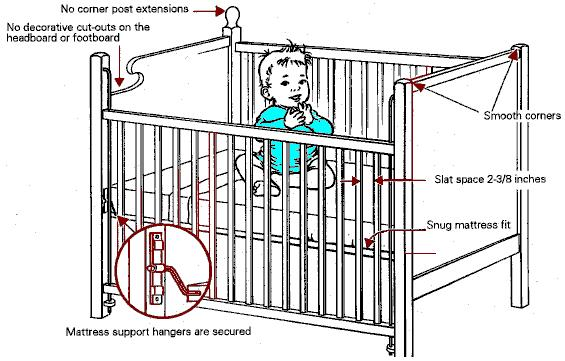 No corner post extensions
No decorative cut-outs on the
headboard or footboard
Smooth corners
Slat space 2-3/8 inches
Snug mattress fit
Mattress support hangers are secured